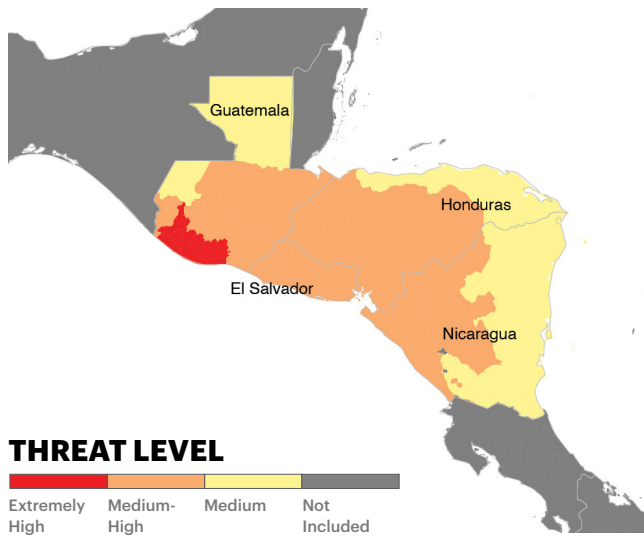 Guatemala
Honduras
El Salvador
Nicaragua
THREAT LEVEL
Extremely High
Medium-High
Medium
Not Included